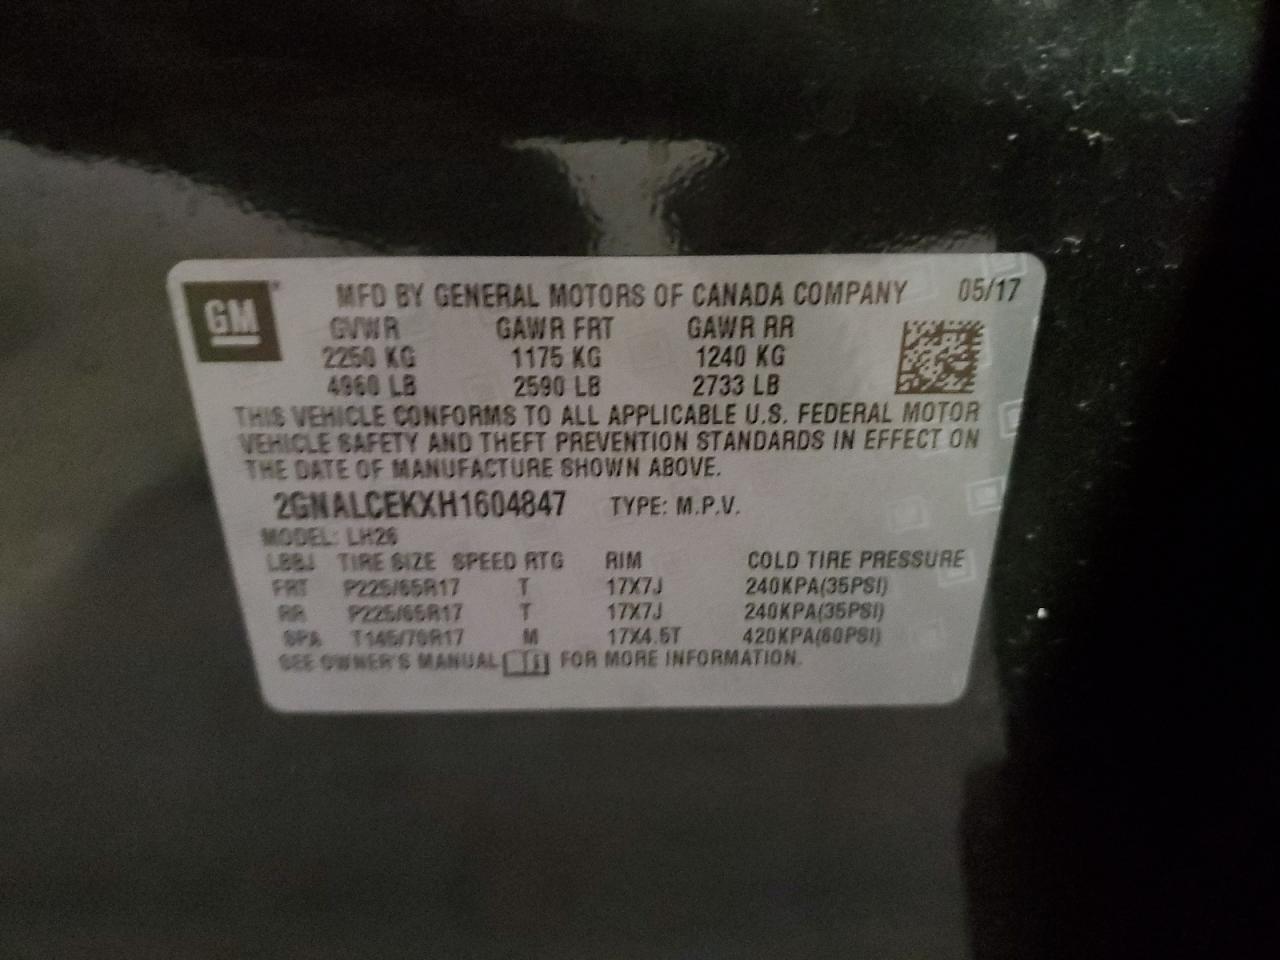 GM MFD BY GENERAL MOTORS OF CANADA COMPANY 05/17
GVWR GAWR FRT GAWR RR
2250 KG 1175 KG 1240 KG
4960 LB 2590 LB 2733 LB
THIS VEHICLE CONFORMS TO ALL APPLICABLE U.S. FEDERAL MOTOR
VEHICLE SAFETY AND THEFT PREVENTION STANDARDS IN EFFECT ON
THE DATE OF MANUFACTURE SHOWN ABOVE.
2GNALCEKXH1604847 TYPE: M.P.V.
MODEL: LH26
TIRE SIZE SPEED RTG RIM COLD TIRE PRESSURE
FRT P225/65R17 T 17X7J 240KPA(35PSI)
RR P225/65R17 T 17X7J 240KPA(35PSI)
SPA T145/70R17 M 17X4.5T 420KPA(60PSI)
SEE OWNER'S MANUAL FOR MORE INFORMATION.